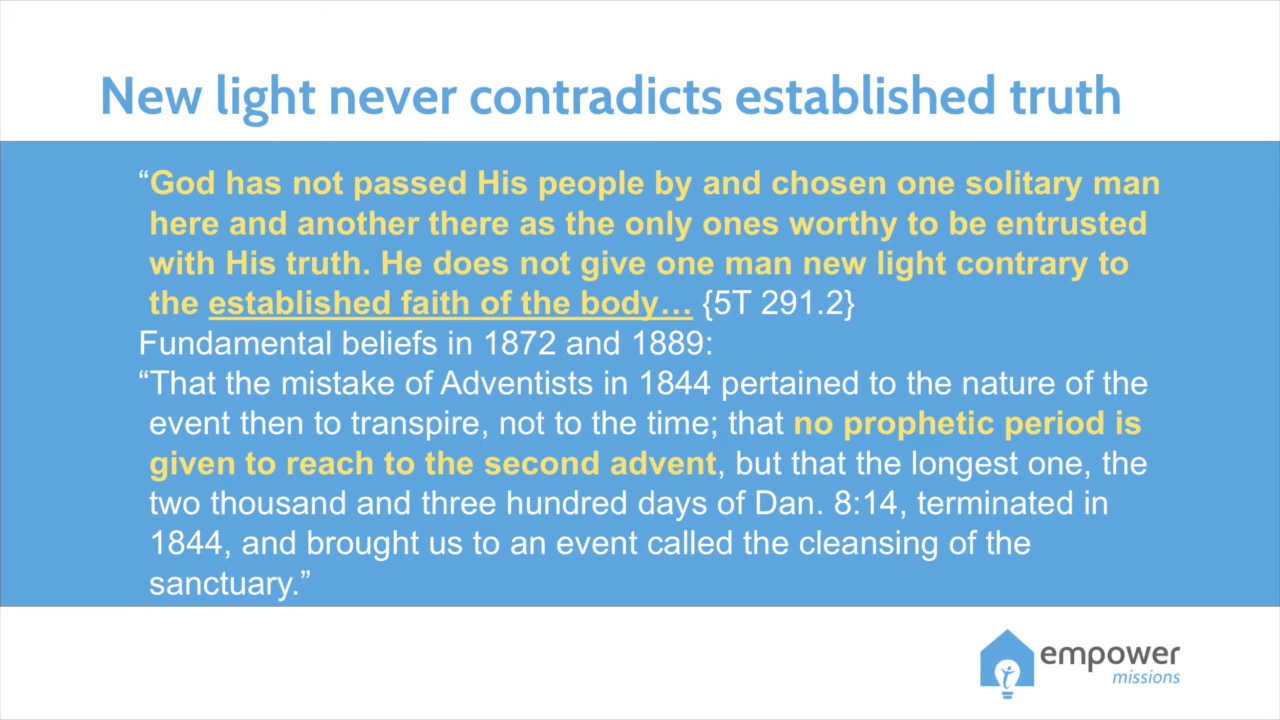 New light never contradicts established truth
“God has not passed His people by and chosen one solitary man
here and another there as the only ones worthy to be entrusted
with His truth. He does not give one man new light contrary to
the established faith of the body… {5T 291.2}
Fundamental beliefs in 1872 and 1889:
“That the mistake of Adventists in 1844 pertained to the nature of the
event then to transpire, not to the time; that no prophetic period is
given to reach to the second advent, but that the longest one, the
two thousand and three hundred days of Dan. 8:14, terminated in
1844, and brought us to an event called the cleansing of the
sanctuary.”
empower
missions